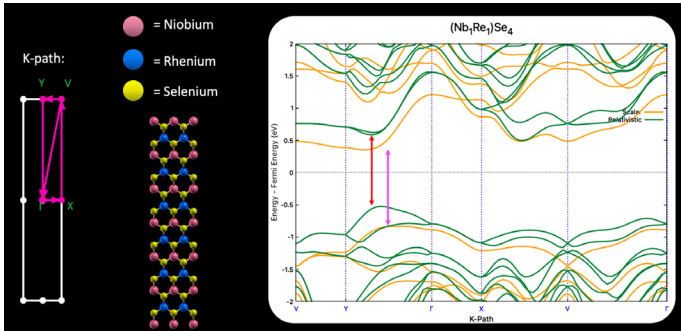 K-path:
Y V
Γ X
= Niobium
= Rhenium
= Selenium
(Nb₁Re₁)Se₄
Energy - Fermi Energy (eV)
2
1.5
1
0.5
0
-0.5
-1
-1.5
-2
Scalar
Relativistic
V Y Γ X V Γ
K-Path